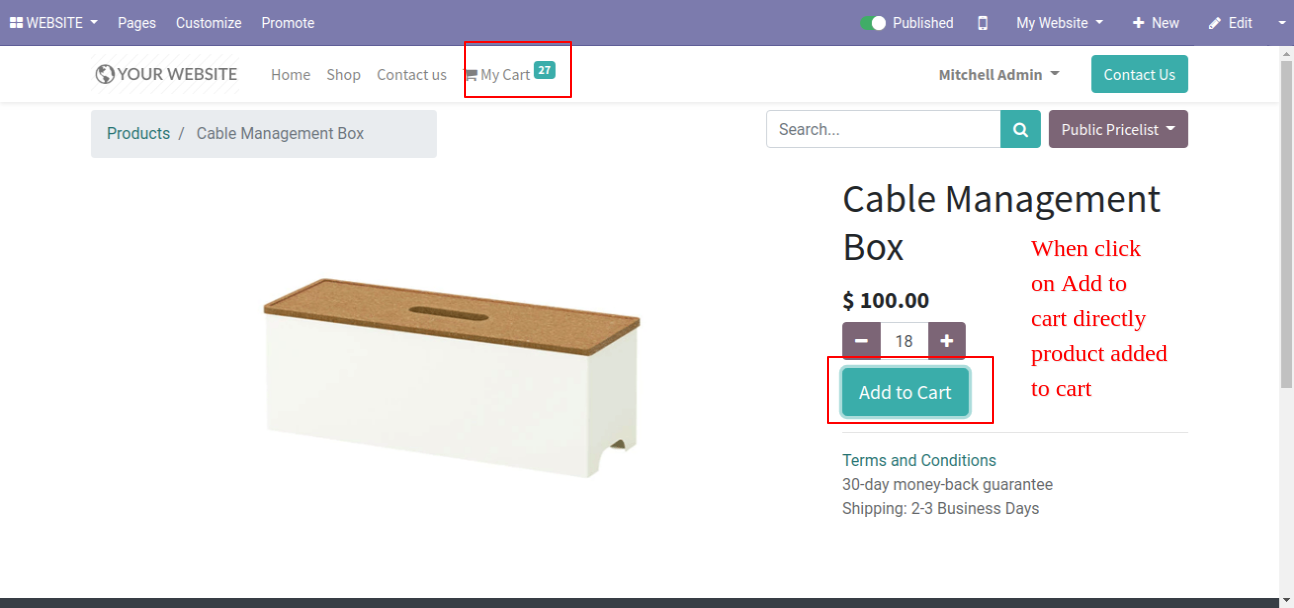 WEBSITE Pages Customize Promote Published My Website New Edit
YOUR WEBSITE Home Shop Contact us My Cart 27 Mitchell Admin Contact Us
Products / Cable Management Box Search... Public Pricelist
Cable Management
Box
When click
on Add to
cart directly
product added
to cart
$ 100.00
18
Add to Cart
Terms and Conditions
30-day money-back guarantee
Shipping: 2-3 Business Days